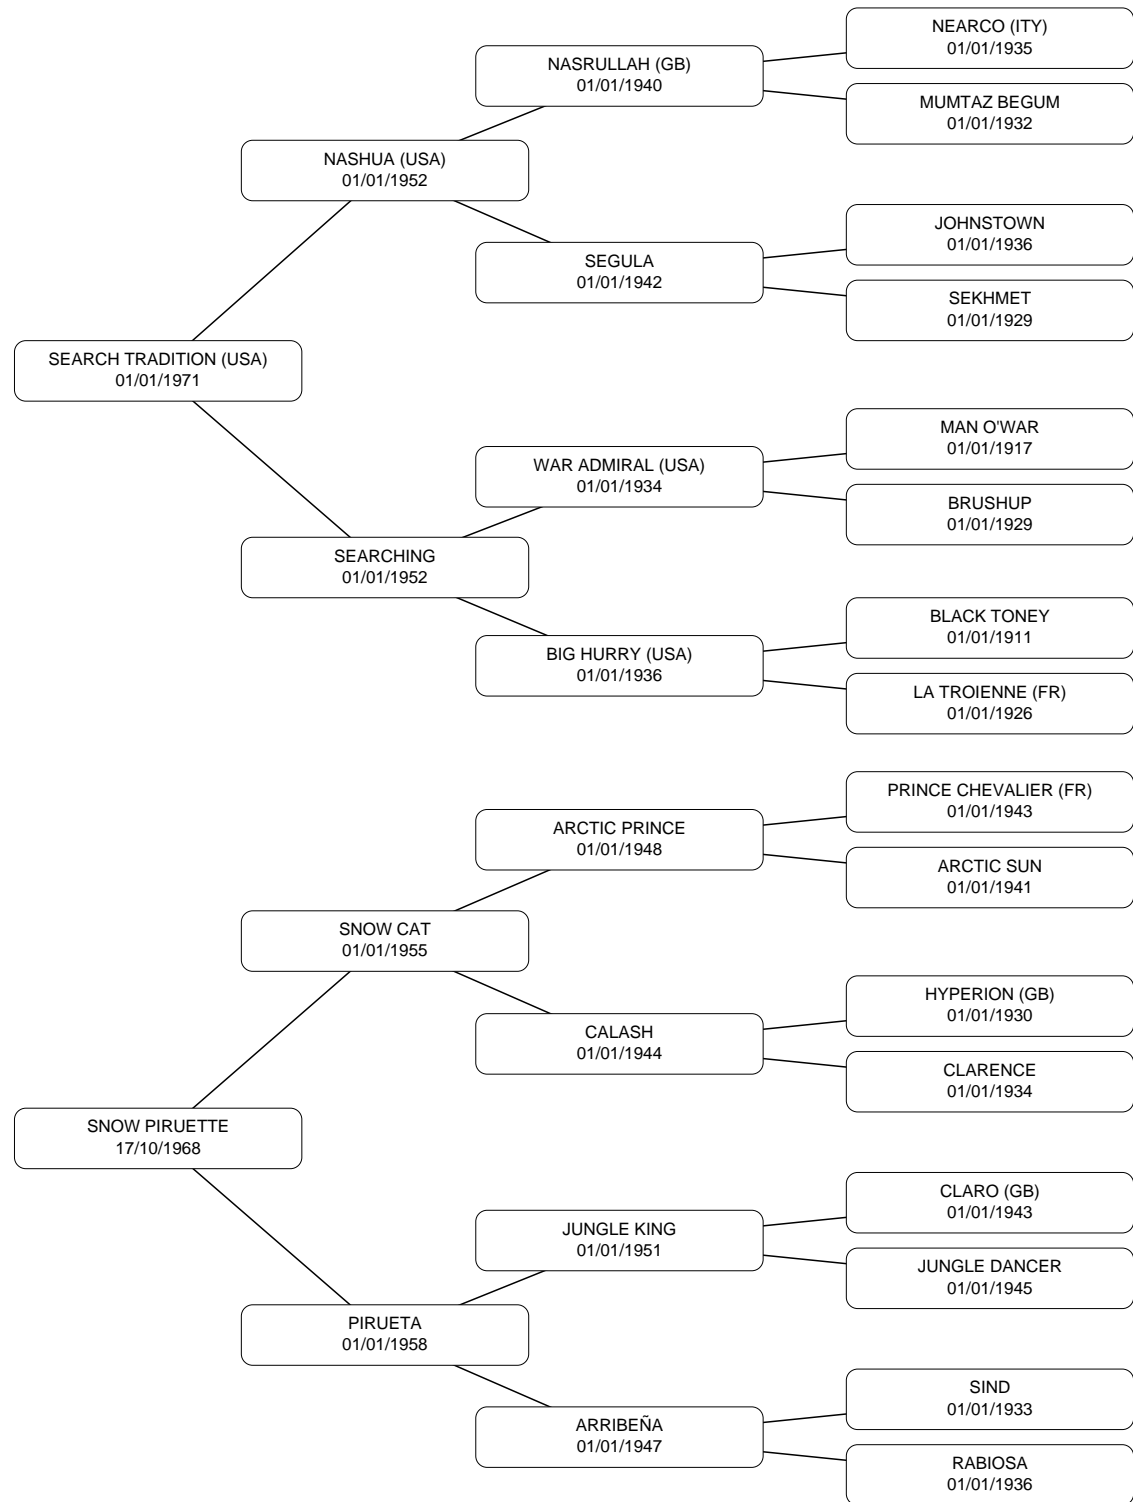 NEARCO (ITY)
01/01/1935
NASRULLAH (GB)
01/01/1940
MUMTAZ BEGUM
01/01/1932
NASHUA (USA)
01/01/1952
JOHNSTOWN
01/01/1936
SEGULA
01/01/1942
SEKHMET
01/01/1929
SEARCH TRADITION (USA)
01/01/1971
MAN O'WAR
01/01/1917
WAR ADMIRAL (USA)
01/01/1934
BRUSHUP
01/01/1929
SEARCHING
01/01/1952
BLACK TONEY
01/01/1911
BIG HURRY (USA)
01/01/1936
LA TROIENNE (FR)
01/01/1926
PRINCE CHEVALIER (FR)
01/01/1943
ARCTIC PRINCE
01/01/1948
ARCTIC SUN
01/01/1941
SNOW CAT
01/01/1955
HYPERION (GB)
01/01/1930
CALASH
01/01/1944
CLARENCE
01/01/1934
SNOW PIRUETTE
17/10/1968
CLARO (GB)
01/01/1943
JUNGLE KING
01/01/1951
JUNGLE DANCER
01/01/1945
PIRUETA
01/01/1958
SIND
01/01/1933
ARRIBEÑA
01/01/1947
RABIOSA
01/01/1936